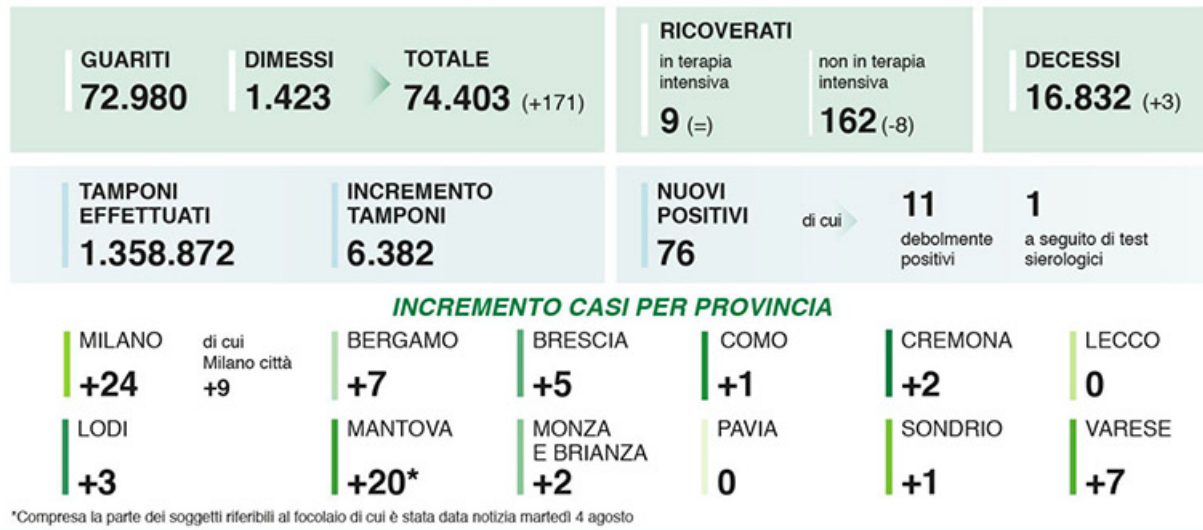 GUARITI
72.980
DIMESSI
1.423
TOTALE
74.403 (+171)
RICOVERATI
in terapia
intensiva
9 (=)
non in terapia
intensiva
162 (-8)
DECESSI
16.832 (+3)
TAMPONI
EFFETTUATI
1.358.872
INCREMENTO
TAMPONI
6.382
NUOVI
POSITIVI
76
di cui
11
debolmente
positivi
1
a seguito di test
sierologici
INCREMENTO CASI PER PROVINCIA
MILANO
+24
di cui
Milano città
+9
BERGAMO
+7
BRESCIA
+5
COMO
+1
CREMONA
+2
LECCO
0
LODI
+3
MANTOVA
+20*
MONZA
E BRIANZA
+2
PAVIA
0
SONDRIO
+1
VARESE
+7
*Compresa la parte dei soggetti riferibili al focolaio di cui è stata data notizia martedì 4 agosto